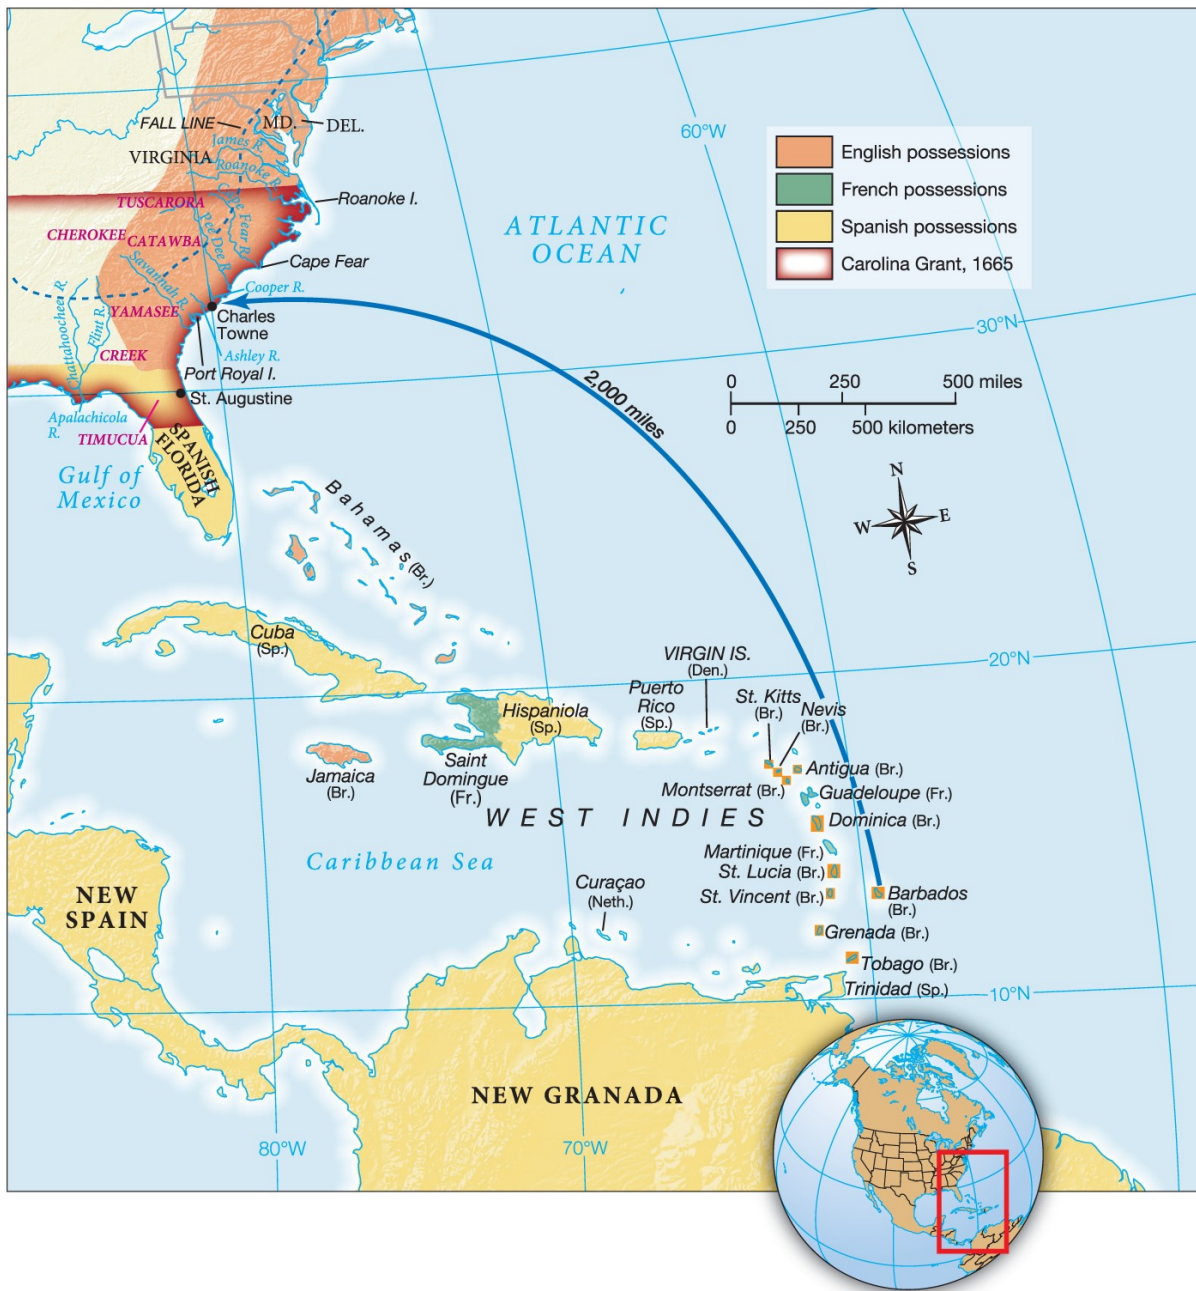 60°W
English possessions
French possessions
Spanish possessions
Carolina Grant, 1665
FALL LINE
MD.
DEL.
VIRGINIA
James R.
Roanoke R.
TUSCARORA
Cape Fear R.
Roanoke I.
CHEROKEE
CATAWBA
Pee Dee R.
Cape Fear
ATLANTIC
OCEAN
Savannah R.
Cooper R.
Chattahoocheer R.
Flint R.
YAMASEE
Charles
Towne
30°N
CREEK
Ashley R.
Port Royal I.
St. Augustine
2,000 miles
0 250 500 miles
0 250 500 kilometers
Apalachicola
R.
TIMUCUA
SPANISH
FLORIDA
Gulf of
Mexico
N
W
E
S
Bahamas (Br.)
Cuba
(Sp.)
20°N
VIRGIN IS.
(Den.)
Puerto
Rico
(Sp.)
St. Kitts
(Br.)
Nevis
(Br.)
Hispaniola
(Sp.)
Jamaica
(Br.)
Saint
Domingue
(Fr.)
Montserrat (Br.)
Antigua (Br.)
Guadeloupe (Fr.)
WEST INDIES
Dominica (Br.)
Caribbean Sea
Martinique (Fr.)
St. Lucia (Br.)
St. Vincent (Br.)
Barbados
(Br.)
Curaçao
(Neth.)
NEW
SPAIN
Grenada (Br.)
Tobago (Br.)
Trinidad (Sp.)
10°N
NEW GRANADA
80°W
70°W